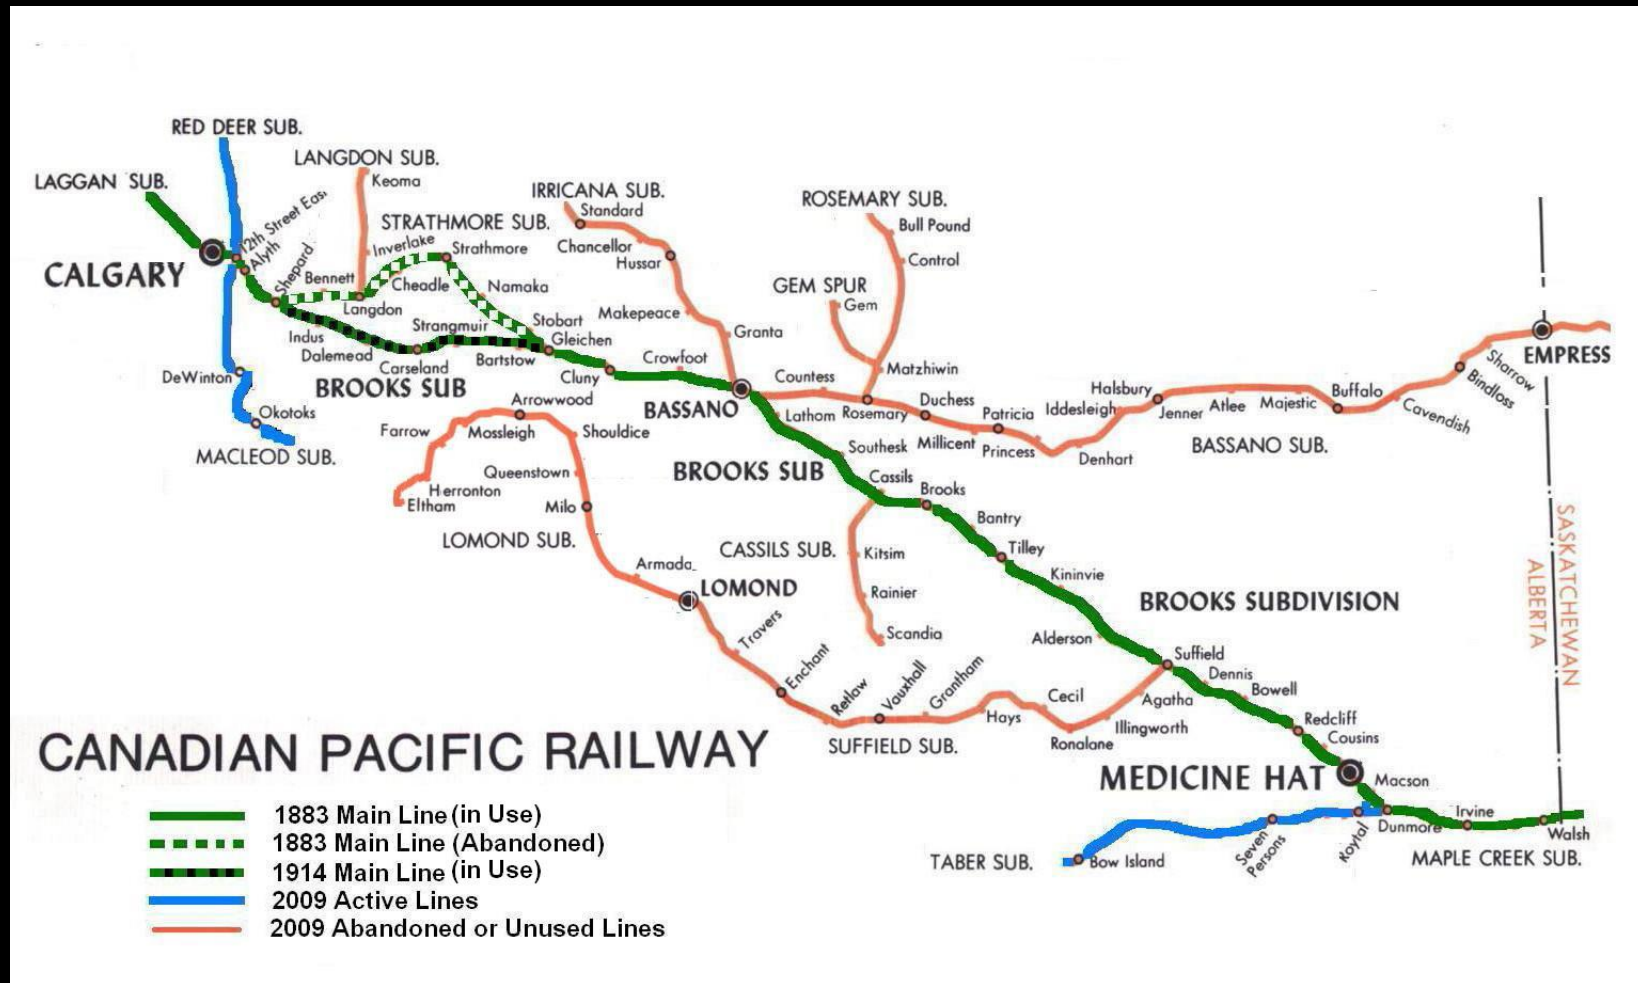 RED DEER SUB.
LANGDON SUB.
LAGGAN SUB.
Keoma
IRRICANA SUB.
ROSEMARY SUB.
12th Street East
STRATHMORE SUB.
Standard
Bull Pound
Alyth
Shepard
Inverlake
Strathmore
Chancellor
Hussar
Control
CALGARY
Bennett
Cheadle
Namaka
GEM SPUR
Gem
Langdon
Makepeace
Stobart
Strangmuir
Granta
Indus
Gleichen
Dalemead
Bartstow
Crowfoot
Sharrow
EMPRESS
Carseland
Cluny
Matzhiwin
DeWinton
BROOKS SUB
Countess
Bindloss
Arrowwood
BASSANO
Halsbury
Buffalo
Okotoks
Lathom
Rosemary
Duchess
Patricia
Iddesleigh
Jenner
Atlee
Majestic
Cavendish
Farrow
Mossleigh
Shouldice
Southesk
Millicent
Princess
Denhart
BASSANO SUB.
MACLEOD SUB.
Queenstown
BROOKS SUB
Cassils
Brooks
Herronton
Eltham
Milo
Bantry
LOMOND SUB.
CASSILS SUB.
Kitsim
Tilley
SASKATCHEWAN
ALBERTA
Armada
LOMOND
Rainier
Kininvie
BROOKS SUBDIVISION
Travers
Scandia
Alderson
Suffield
Enchant
Retlaw
Vauxhall
Grantham
Cecil
Dennis
Agatha
Bowell
Hays
Illingworth
Redcliff
Ronalane
Cousins
SUFFIELD SUB.
CANADIAN PACIFIC RAILWAY
MEDICINE HAT
Macson
1883 Main Line (in Use)
Irvine
Dunmore
Walsh
1883 Main Line (Abandoned)
Seven
Persons
Roytal
TABER SUB.
Bow Island
MAPLE CREEK SUB.
1914 Main Line (in Use)
2009 Active Lines
2009 Abandoned or Unused Lines